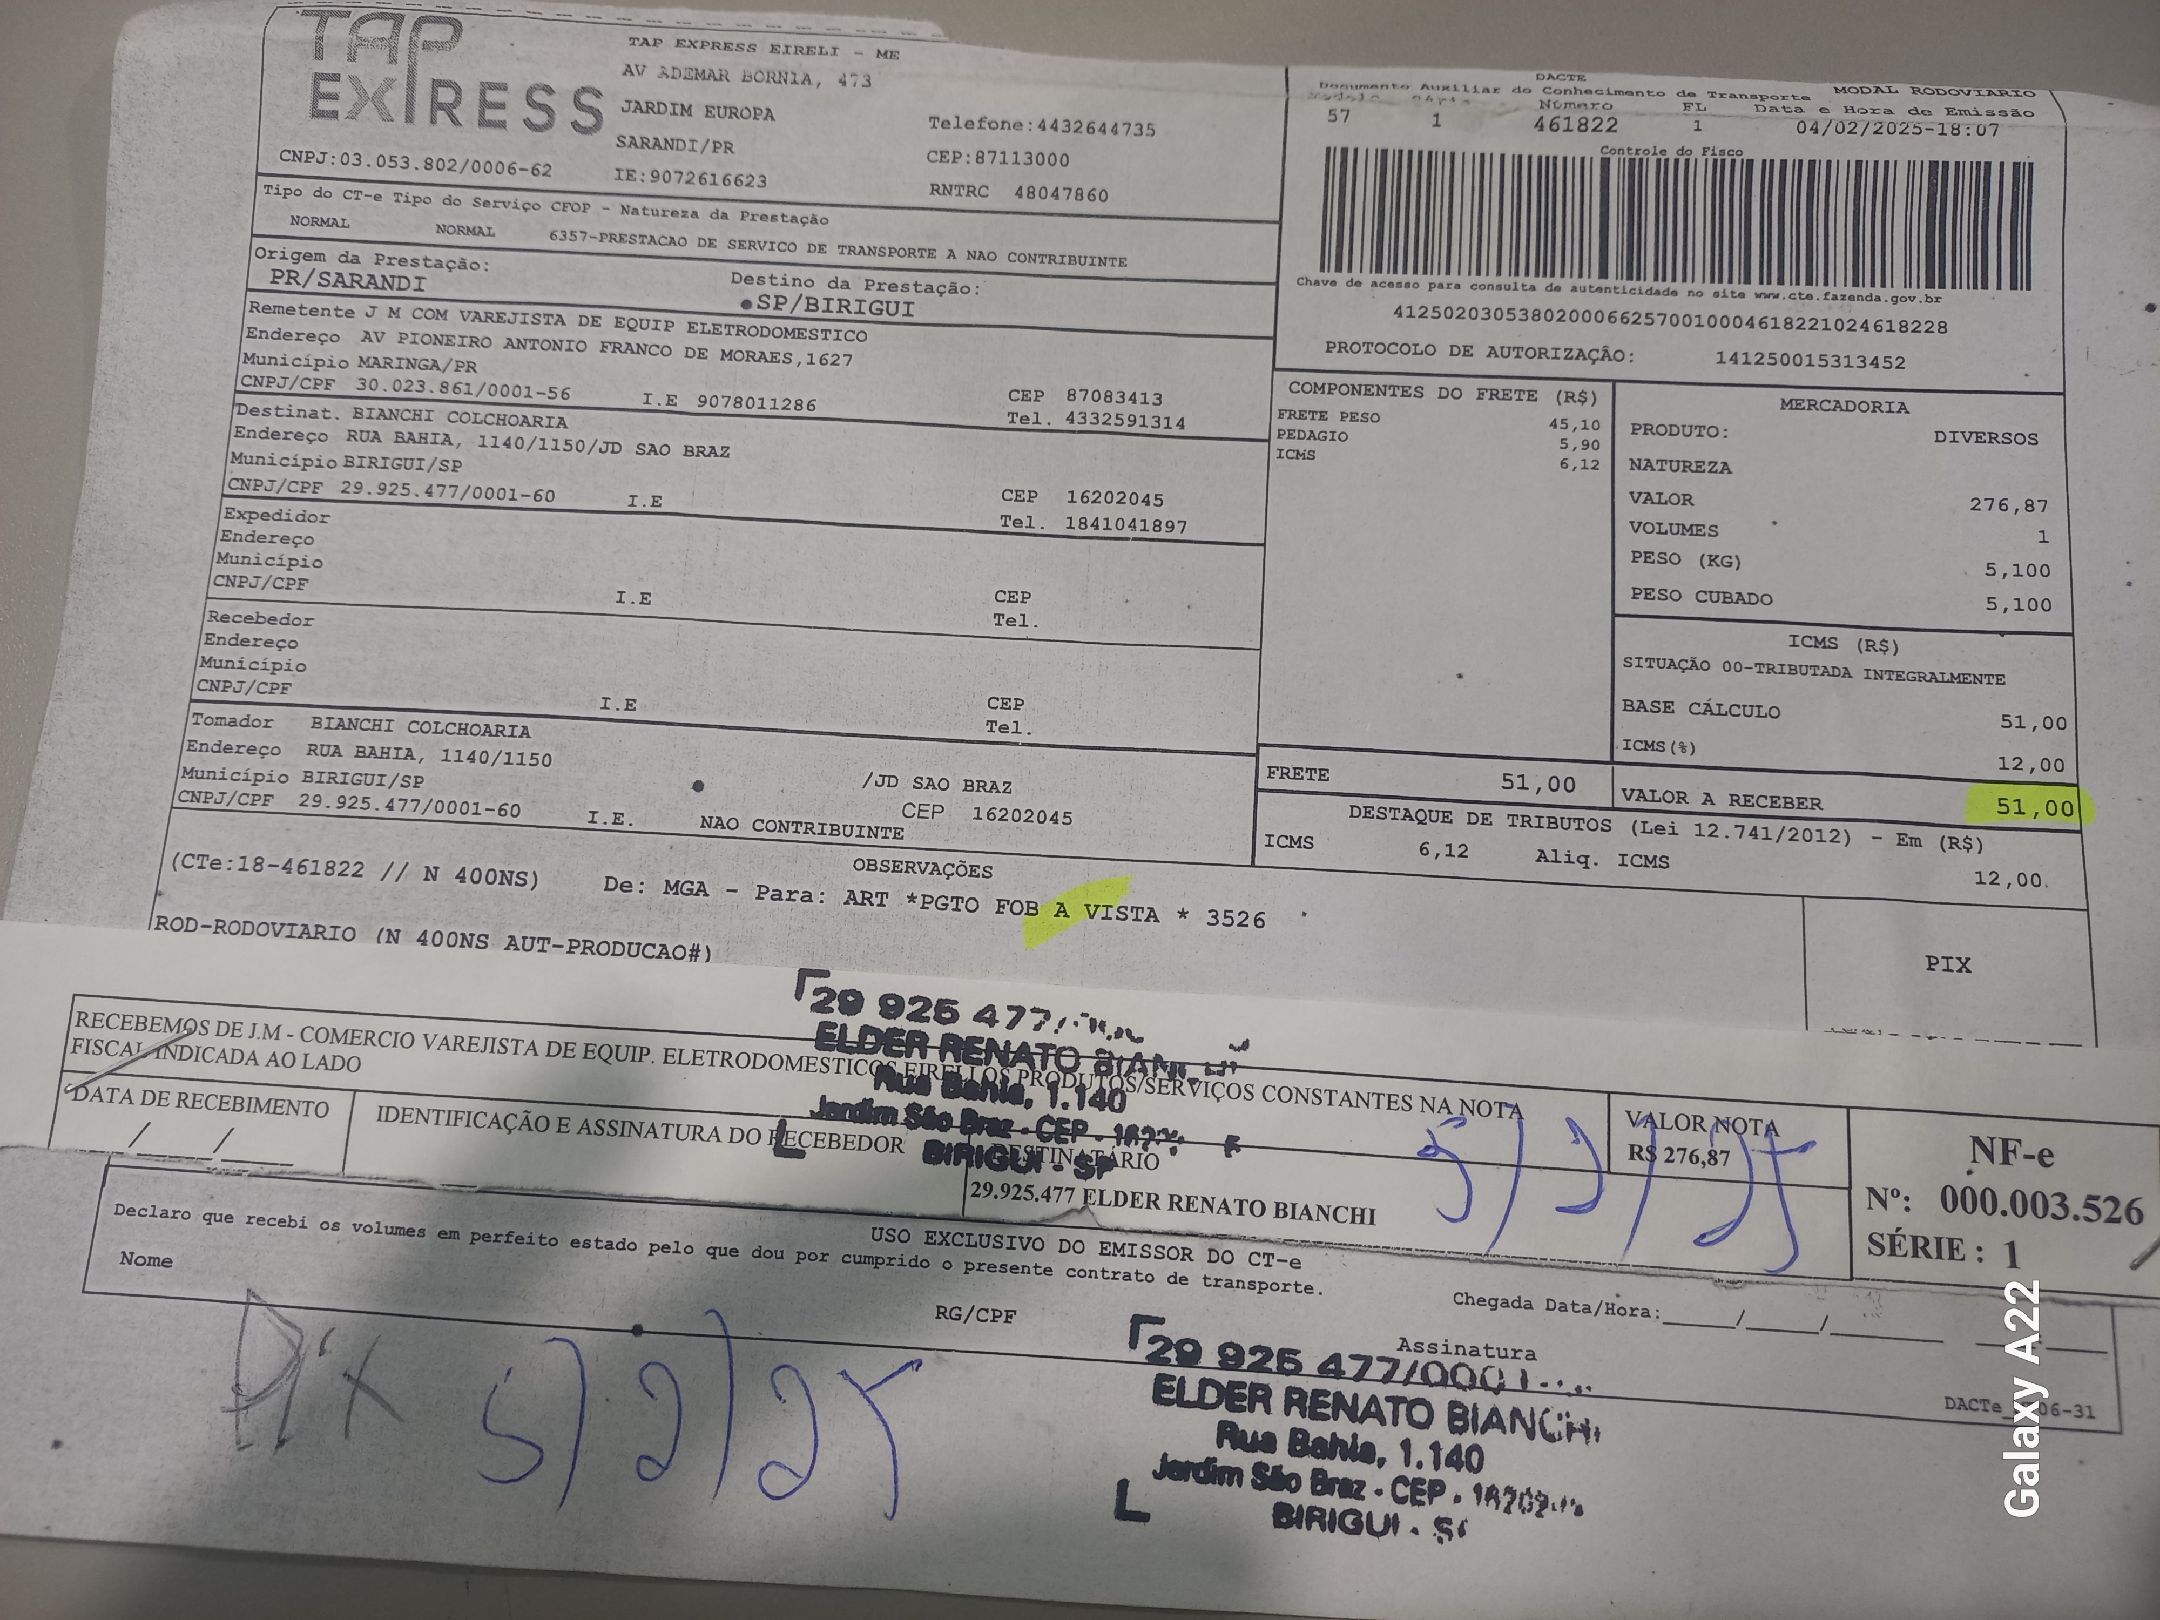 TAP
EXPRESS
TAP EXPRESS EIRELI - ME
AV ADEMAR BORNIA, 473
JARDIM EUROPA
SARANDI/PR
IE:9072616623
Telefone:4432644735
CEP:87113000
RNTRC 48047860
CNPJ:03.053.802/0006-62
DACTE
Documento Auxiliar do Conhecimento de Transporte
MODAL RODOVIARIO
Número FL Data e Hora de Emissão
57 1 461822 1 04/02/2025-18:07
Controle do Fisco
Chave de acesso para consulta de autenticidade no site www.cte.fazenda.gov.br
41250203053802000662570010004618221024618228
PROTOCOLO DE AUTORIZAÇÃO: 141250015313452
Tipo do CT-e Tipo do Serviço CFOP - Natureza da Prestação
NORMAL NORMAL 6357-PRESTACAO DE SERVICO DE TRANSPORTE A NAO CONTRIBUINTE
Origem da Prestação: Destino da Prestação:
PR/SARANDI SP/BIRIGUI
Remetente J M COM VAREJISTA DE EQUIP ELETRODOMESTICO
Endereço AV PIONEIRO ANTONIO FRANCO DE MORAES,1627
Município MARINGA/PR CEP 87083413
CNPJ/CPF 30.023.861/0001-56 I.E 9078011286 Tel. 4332591314
Destinat. BIANCHI COLCHOARIA
Endereço RUA BAHIA, 1140/1150/JD SAO BRAZ
Município BIRIGUI/SP CEP 16202045
CNPJ/CPF 29.925.477/0001-60 I.E Tel. 1841041897
Expedidor
Endereço
Município CEP
CNPJ/CPF I.E Tel.
Recebedor
Endereço
Município CEP
CNPJ/CPF I.E Tel.
Tomador BIANCHI COLCHOARIA
Endereço RUA BAHIA, 1140/1150 /JD SAO BRAZ
Município BIRIGUI/SP CEP 16202045
CNPJ/CPF 29.925.477/0001-60 I.E. NAO CONTRIBUINTE
COMPONENTES DO FRETE (R$)
FRETE PESO 45,10
PEDAGIO 5,90
ICMS 6,12
MERCADORIA
PRODUTO: DIVERSOS
NATUREZA
VALOR 276,87
VOLUMES 1
PESO (KG) 5,100
PESO CUBADO 5,100
ICMS (R$)
SITUAÇÃO 00-TRIBUTADA INTEGRALMENTE
BASE CÁLCULO 51,00
ICMS(%) 12,00
FRETE 51,00 VALOR A RECEBER 51,00
DESTAQUE DE TRIBUTOS (Lei 12.741/2012) - Em (R$)
ICMS 6,12 Aliq. ICMS 12,00
OBSERVAÇÕES
(CTe:18-461822 // N 400NS) De: MGA - Para: ART *PGTO FOB A VISTA * 3526
ROD-RODOVIARIO (N 400NS AUT-PRODUCAO#)
PIX
RECEBEMOS DE J.M - COMERCIO VAREJISTA DE EQUIP. ELETRODOMESTICOS EIRELI OS PRODUTOS/SERVIÇOS CONSTANTES NA NOTA
FISCAL INDICADA AO LADO
DATA DE RECEBIMENTO
/ /
IDENTIFICAÇÃO E ASSINATURA DO RECEBEDOR
DESTINATÁRIO
29.925.477 ELDER RENATO BIANCHI
VALOR NOTA
R$ 276,87
NF-e
Nº: 000.003.526
SÉRIE : 1
29 925 477/
ELDER RENATO BIANCHI
Rua Bahia, 1.140
Jardim São Braz - CEP -
BIRIGUI - SP
5/2/25
USO EXCLUSIVO DO EMISSOR DO CT-e
Declaro que recebi os volumes em perfeito estado pelo que dou por cumprido o presente contrato de transporte.
Nome RG/CPF Assinatura
Chegada Data/Hora: / /
Pix 5/2/25
29 925 477/0001
ELDER RENATO BIANCHI
Rua Bahia, 1.140
Jardim São Braz - CEP -
BIRIGUI - SP
Galaxy A22